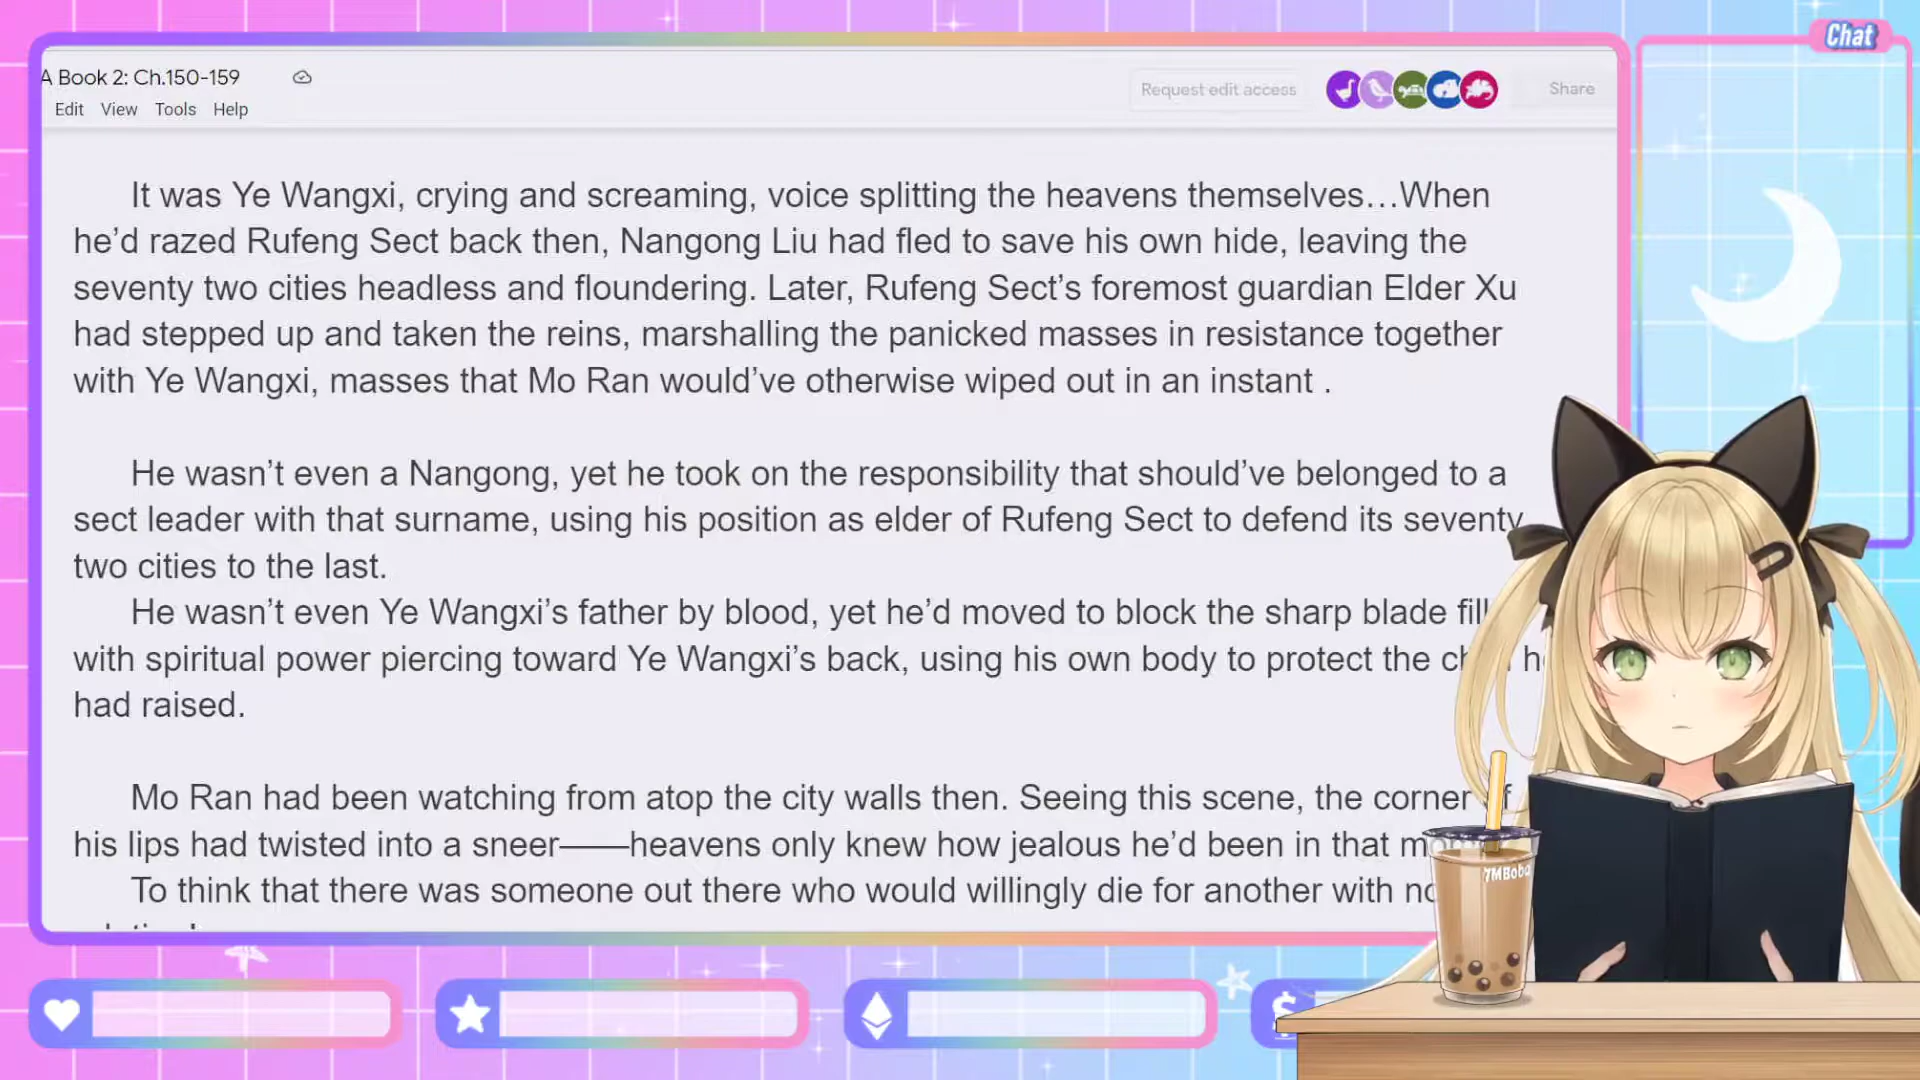 Chat
A Book 2: Ch.150-159
Edit View Tools Help
Request edit access
Share
It was Ye Wangxi, crying and screaming, voice splitting the heavens themselves…When
he’d razed Rufeng Sect back then, Nangong Liu had fled to save his own hide, leaving the
seventy two cities headless and floundering. Later, Rufeng Sect’s foremost guardian Elder Xu
had stepped up and taken the reins, marshalling the panicked masses in resistance together
with Ye Wangxi, masses that Mo Ran would’ve otherwise wiped out in an instant .
He wasn’t even a Nangong, yet he took on the responsibility that should’ve belonged to a
sect leader with that surname, using his position as elder of Rufeng Sect to defend its seventy
two cities to the last.
He wasn’t even Ye Wangxi’s father by blood, yet he’d moved to block the sharp blade
with spiritual power piercing toward Ye Wangxi’s back, using his own body to protect the
had raised.
Mo Ran had been watching from atop the city walls then. Seeing this scene, the corner
his lips had twisted into a sneer——heavens only knew how jealous he’d been in that
To think that there was someone out there who would willingly die for another with
7MBoba